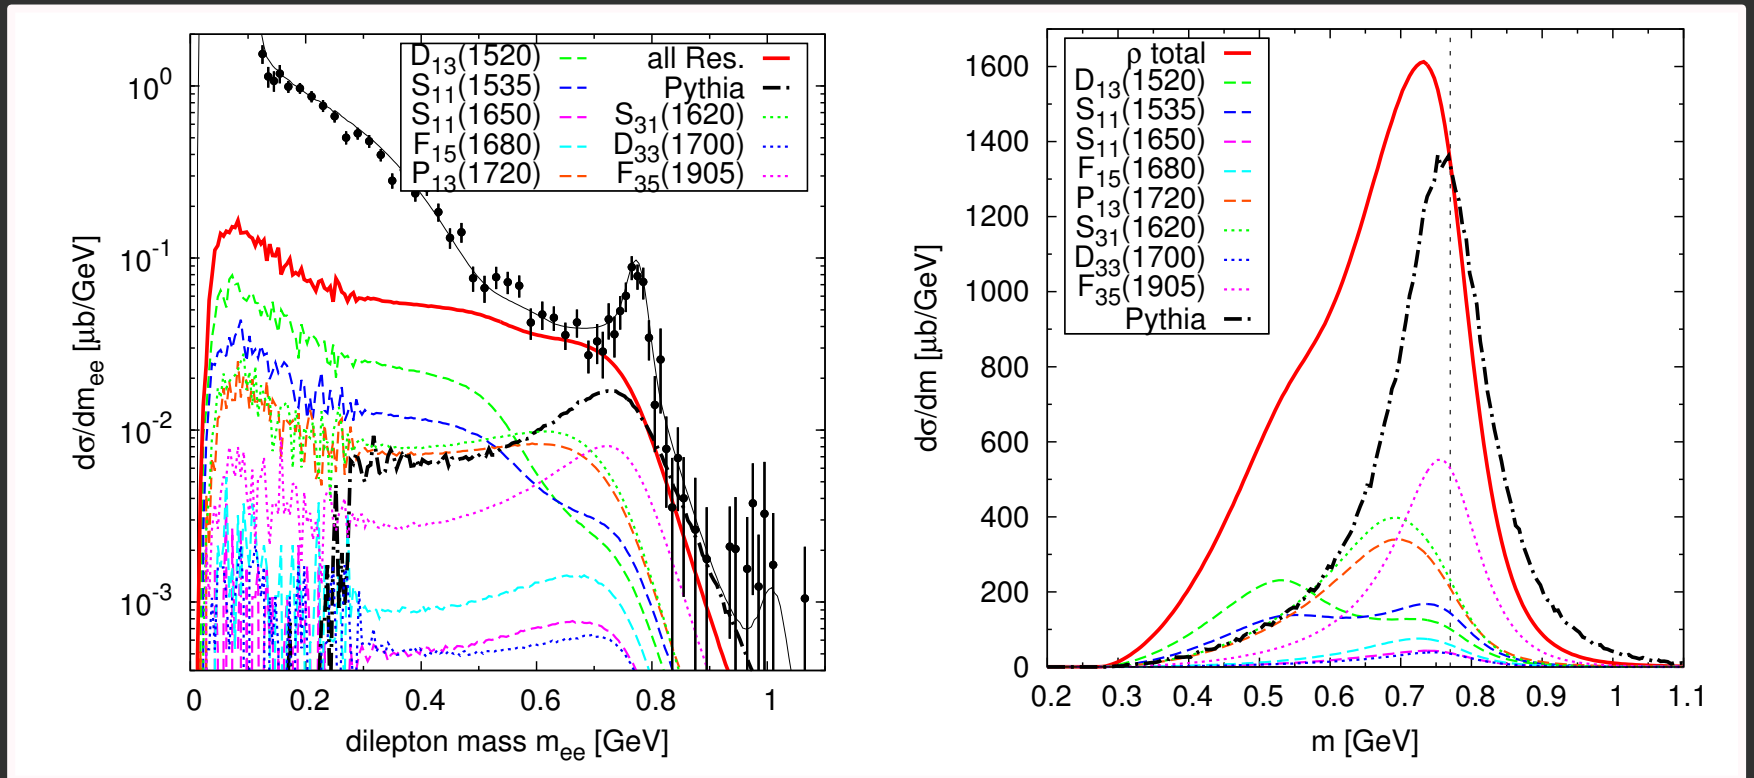 D13(1520)
S11(1535)
S11(1650)
F15(1680)
P13(1720)
all Res.
Pythia
S31(1620)
D33(1700)
F35(1905)
10^0
10^-1
10^-2
10^-3
dσ/dm_ee [μb/GeV]
0 0.2 0.4 0.6 0.8 1
dilepton mass m_ee [GeV]
ρ total
D13(1520)
S11(1535)
S11(1650)
F15(1680)
P13(1720)
S31(1620)
D33(1700)
F35(1905)
Pythia
1600
1400
1200
1000
800
600
400
200
0
dσ/dm [μb/GeV]
0.2 0.3 0.4 0.5 0.6 0.7 0.8 0.9 1 1.1
m [GeV]